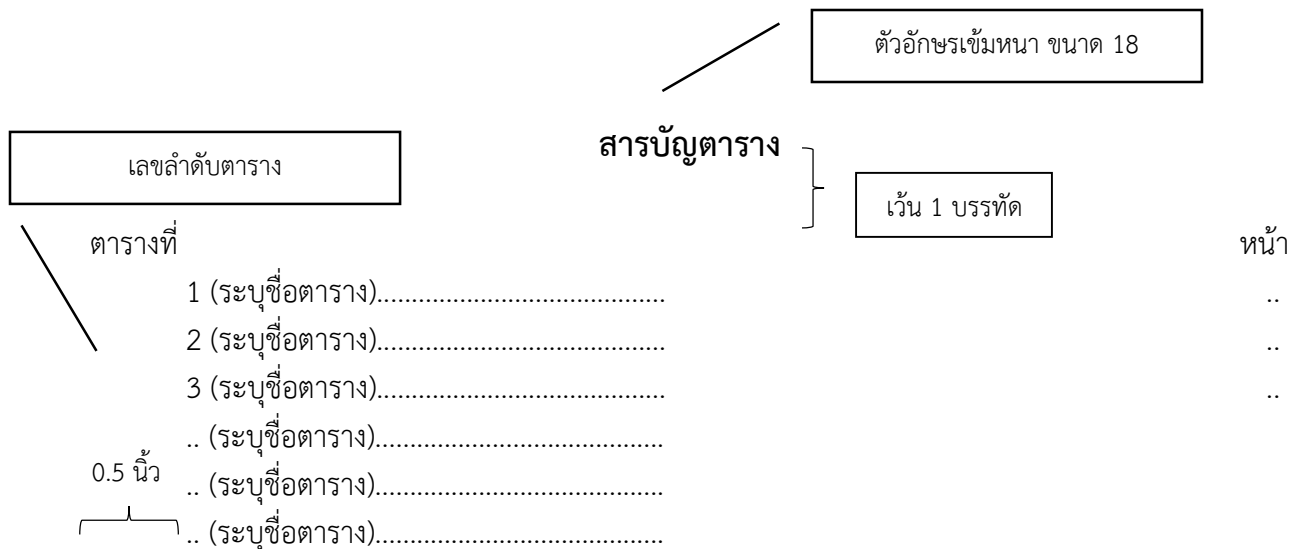 ตัวอักษรเข้มหนา ขนาด 18
สารบัญตาราง
เลขลำดับตาราง
เว้น 1 บรรทัด
ตารางที่ หน้า
1 (ระบุชื่อตาราง)......................................... ..
2 (ระบุชื่อตาราง)......................................... ..
3 (ระบุชื่อตาราง)......................................... ..
.. (ระบุชื่อตาราง).........................................
0.5 นิ้ว
.. (ระบุชื่อตาราง).........................................
.. (ระบุชื่อตาราง).........................................